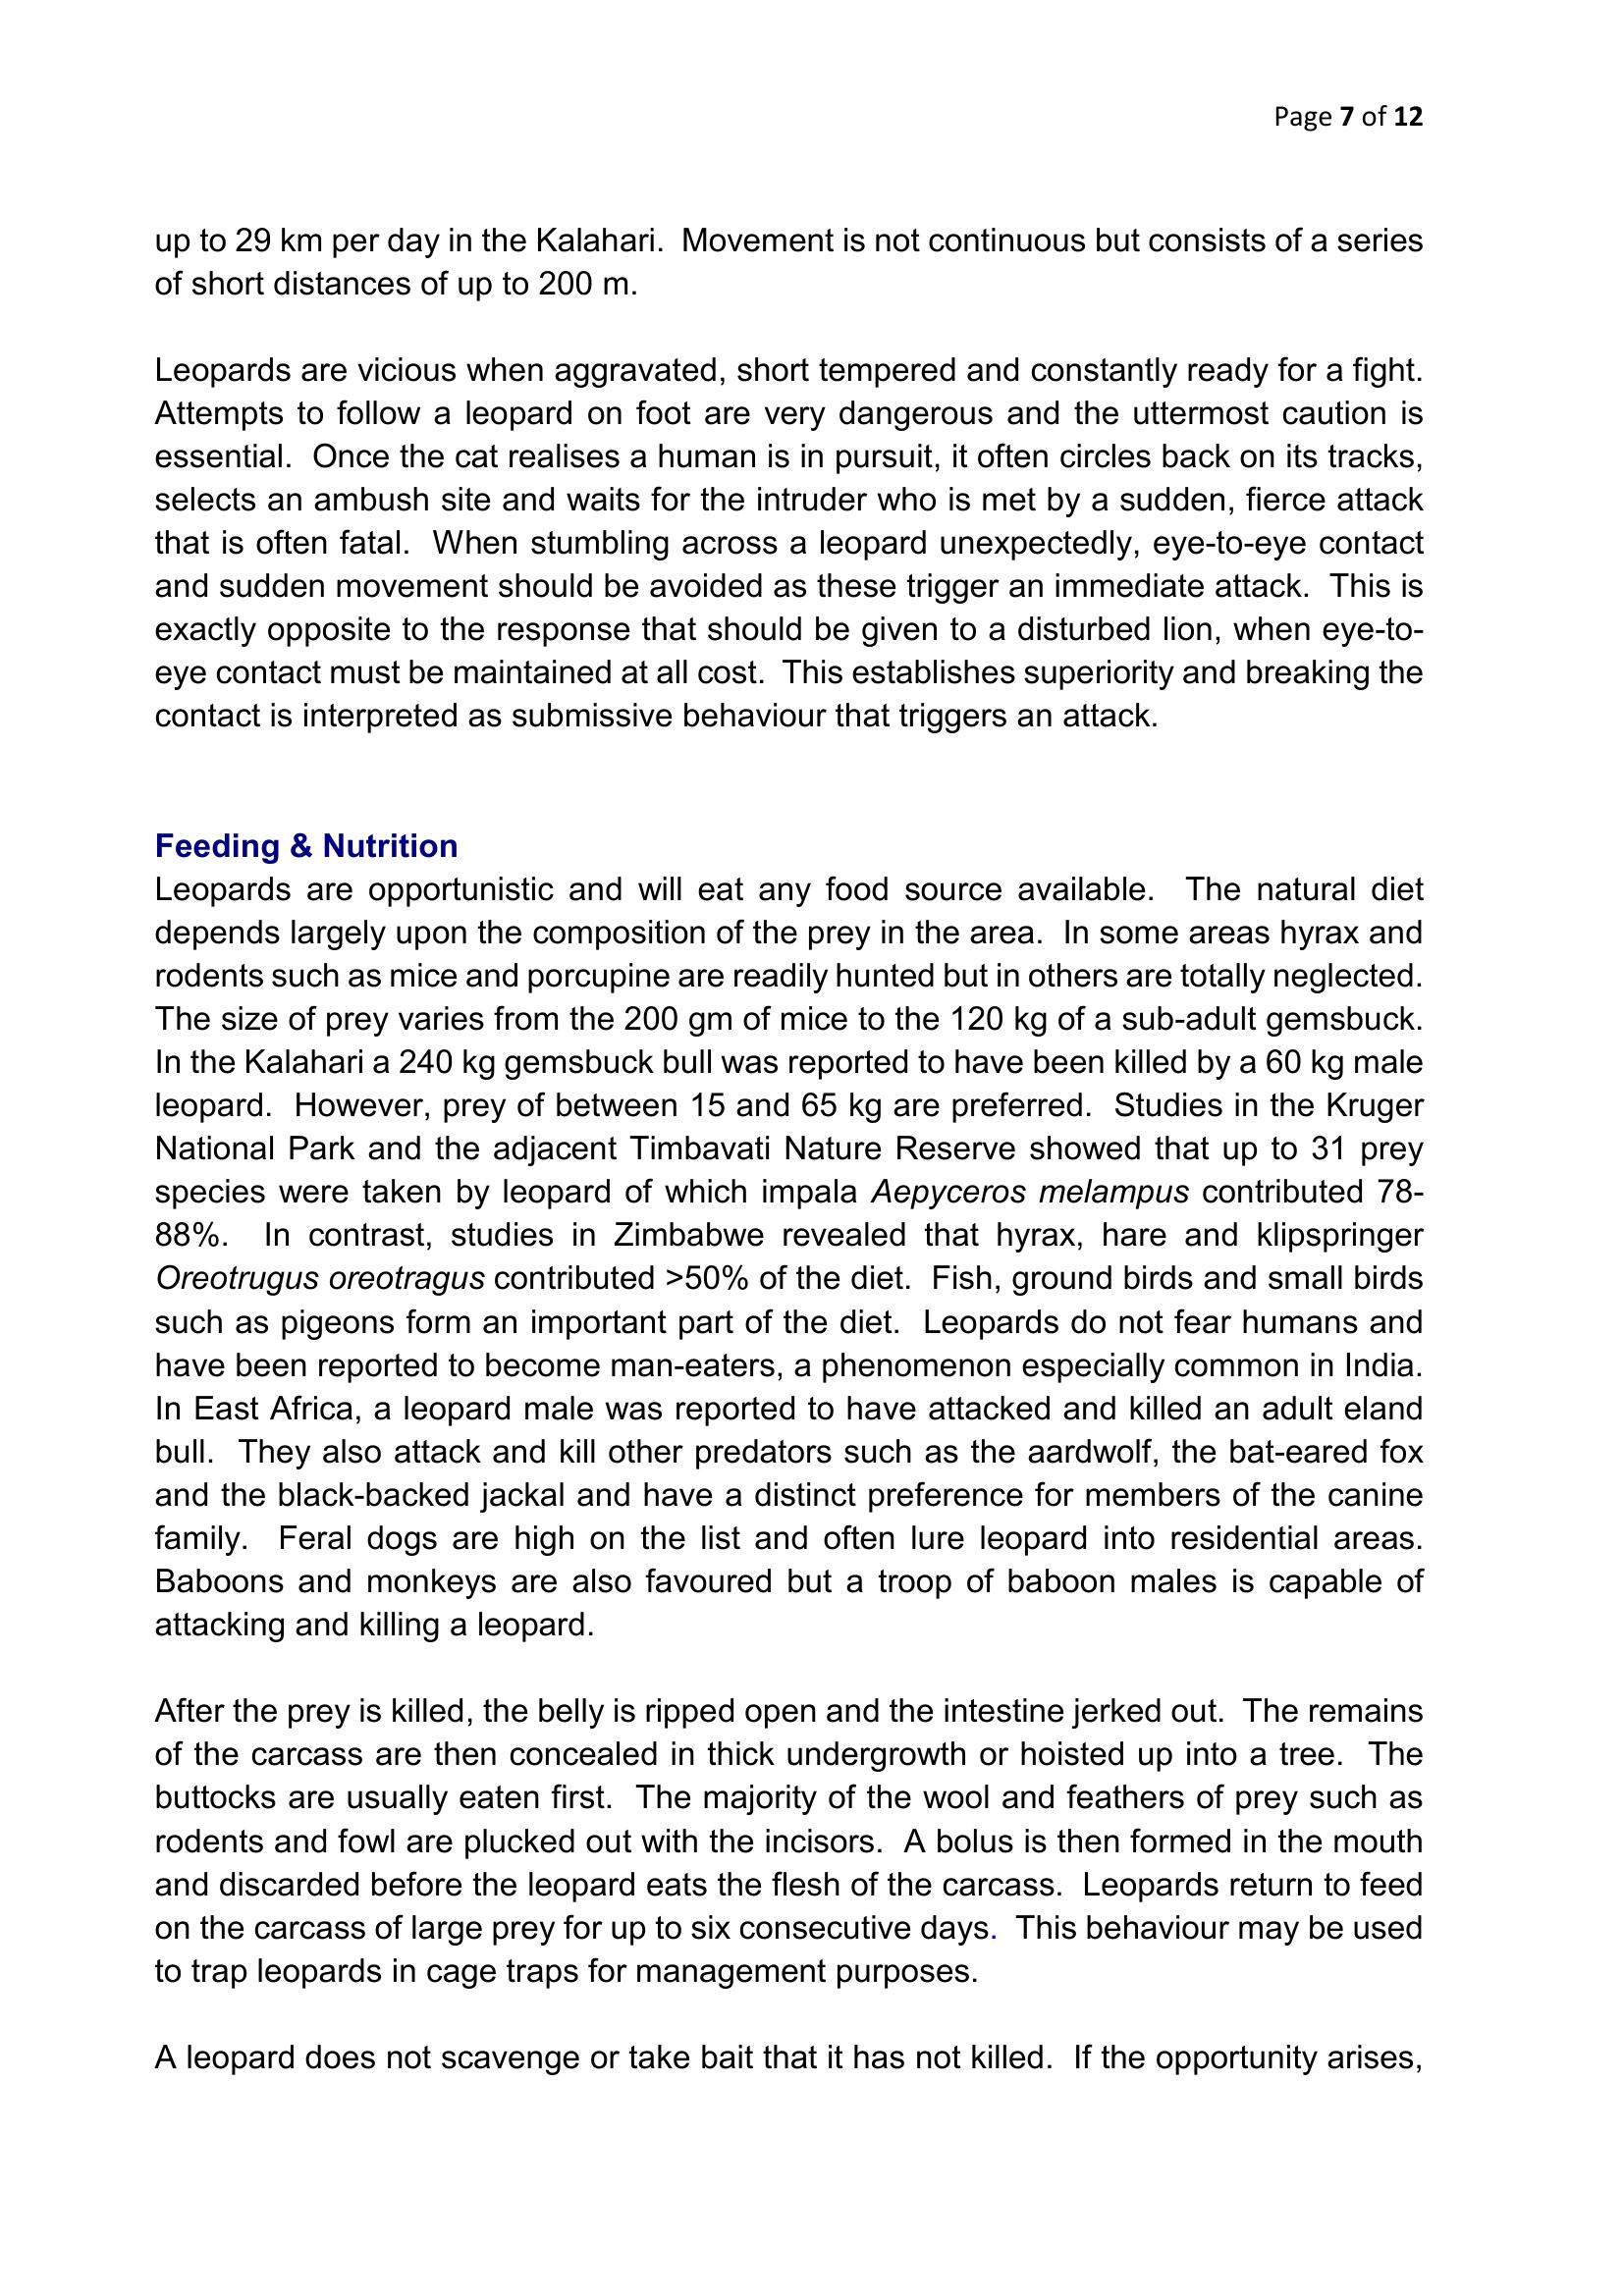 Page 7 of 12
up to 29 km per day in the Kalahari.  Movement is not continuous but consists of a series
of short distances of up to 200 m.
Leopards are vicious when aggravated, short tempered and constantly ready for a fight.
Attempts to follow a leopard on foot are very dangerous and the uttermost caution is
essential.  Once the cat realises a human is in pursuit, it often circles back on its tracks,
selects an ambush site and waits for the intruder who is met by a sudden, fierce attack
that is often fatal.  When stumbling across a leopard unexpectedly, eye-to-eye contact
and sudden movement should be avoided as these trigger an immediate attack.  This is
exactly opposite to the response that should be given to a disturbed lion, when eye-to-
eye contact must be maintained at all cost.  This establishes superiority and breaking the
contact is interpreted as submissive behaviour that triggers an attack.
Feeding & Nutrition
Leopards are opportunistic and will eat any food source available.  The natural diet
depends largely upon the composition of the prey in the area.  In some areas hyrax and
rodents such as mice and porcupine are readily hunted but in others are totally neglected.
The size of prey varies from the 200 gm of mice to the 120 kg of a sub-adult gemsbuck.
In the Kalahari a 240 kg gemsbuck bull was reported to have been killed by a 60 kg male
leopard.  However, prey of between 15 and 65 kg are preferred.  Studies in the Kruger
National Park and the adjacent Timbavati Nature Reserve showed that up to 31 prey
species were taken by leopard of which impala Aepyceros melampus contributed 78-
88%.  In contrast, studies in Zimbabwe revealed that hyrax, hare and klipspringer
Oreotrugus oreotragus contributed >50% of the diet.  Fish, ground birds and small birds
such as pigeons form an important part of the diet.  Leopards do not fear humans and
have been reported to become man-eaters, a phenomenon especially common in India.
In East Africa, a leopard male was reported to have attacked and killed an adult eland
bull.  They also attack and kill other predators such as the aardwolf, the bat-eared fox
and the black-backed jackal and have a distinct preference for members of the canine
family.  Feral dogs are high on the list and often lure leopard into residential areas.
Baboons and monkeys are also favoured but a troop of baboon males is capable of
attacking and killing a leopard.
After the prey is killed, the belly is ripped open and the intestine jerked out.  The remains
of the carcass are then concealed in thick undergrowth or hoisted up into a tree.  The
buttocks are usually eaten first.  The majority of the wool and feathers of prey such as
rodents and fowl are plucked out with the incisors.  A bolus is then formed in the mouth
and discarded before the leopard eats the flesh of the carcass.  Leopards return to feed
on the carcass of large prey for up to six consecutive days.  This behaviour may be used
to trap leopards in cage traps for management purposes.
A leopard does not scavenge or take bait that it has not killed.  If the opportunity arises,